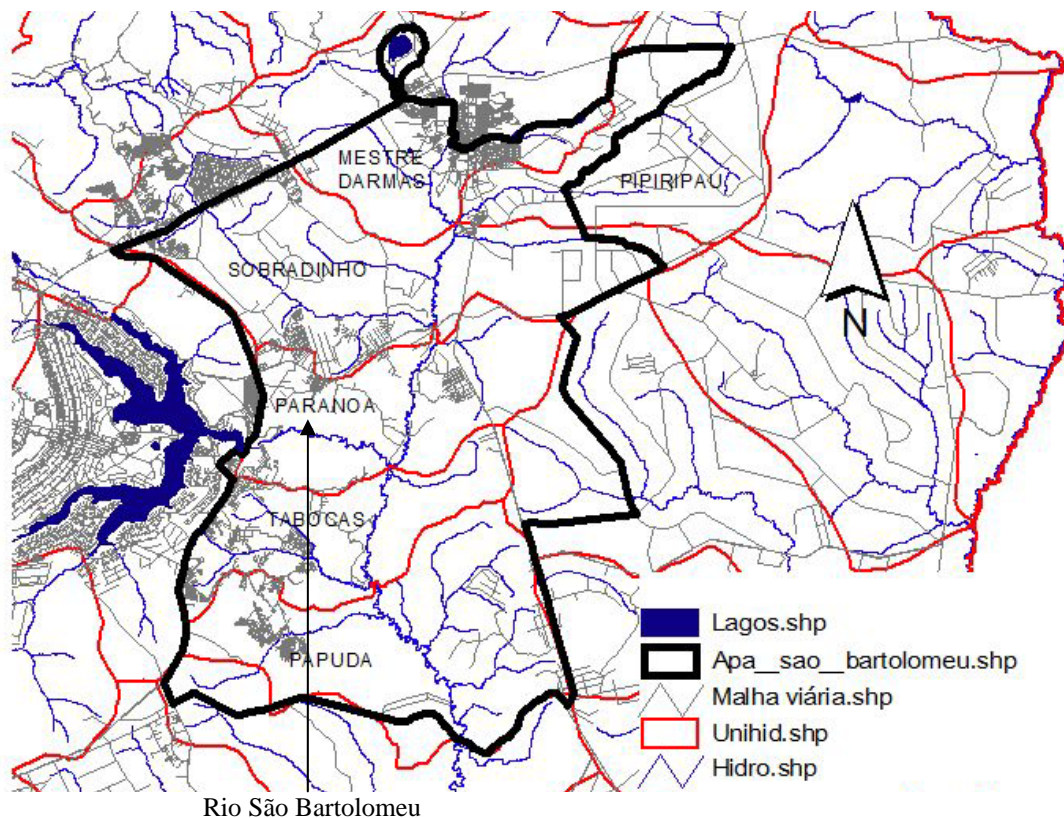 MESTRE
DARMAS
PIPIRIPAU
SOBRADINHO
N
PARANOA
TABOCAS
PAPUDA
Lagos.shp
Apa__sao__bartolomeu.shp
Malha viária.shp
Unihid.shp
Hidro.shp
Rio São Bartolomeu